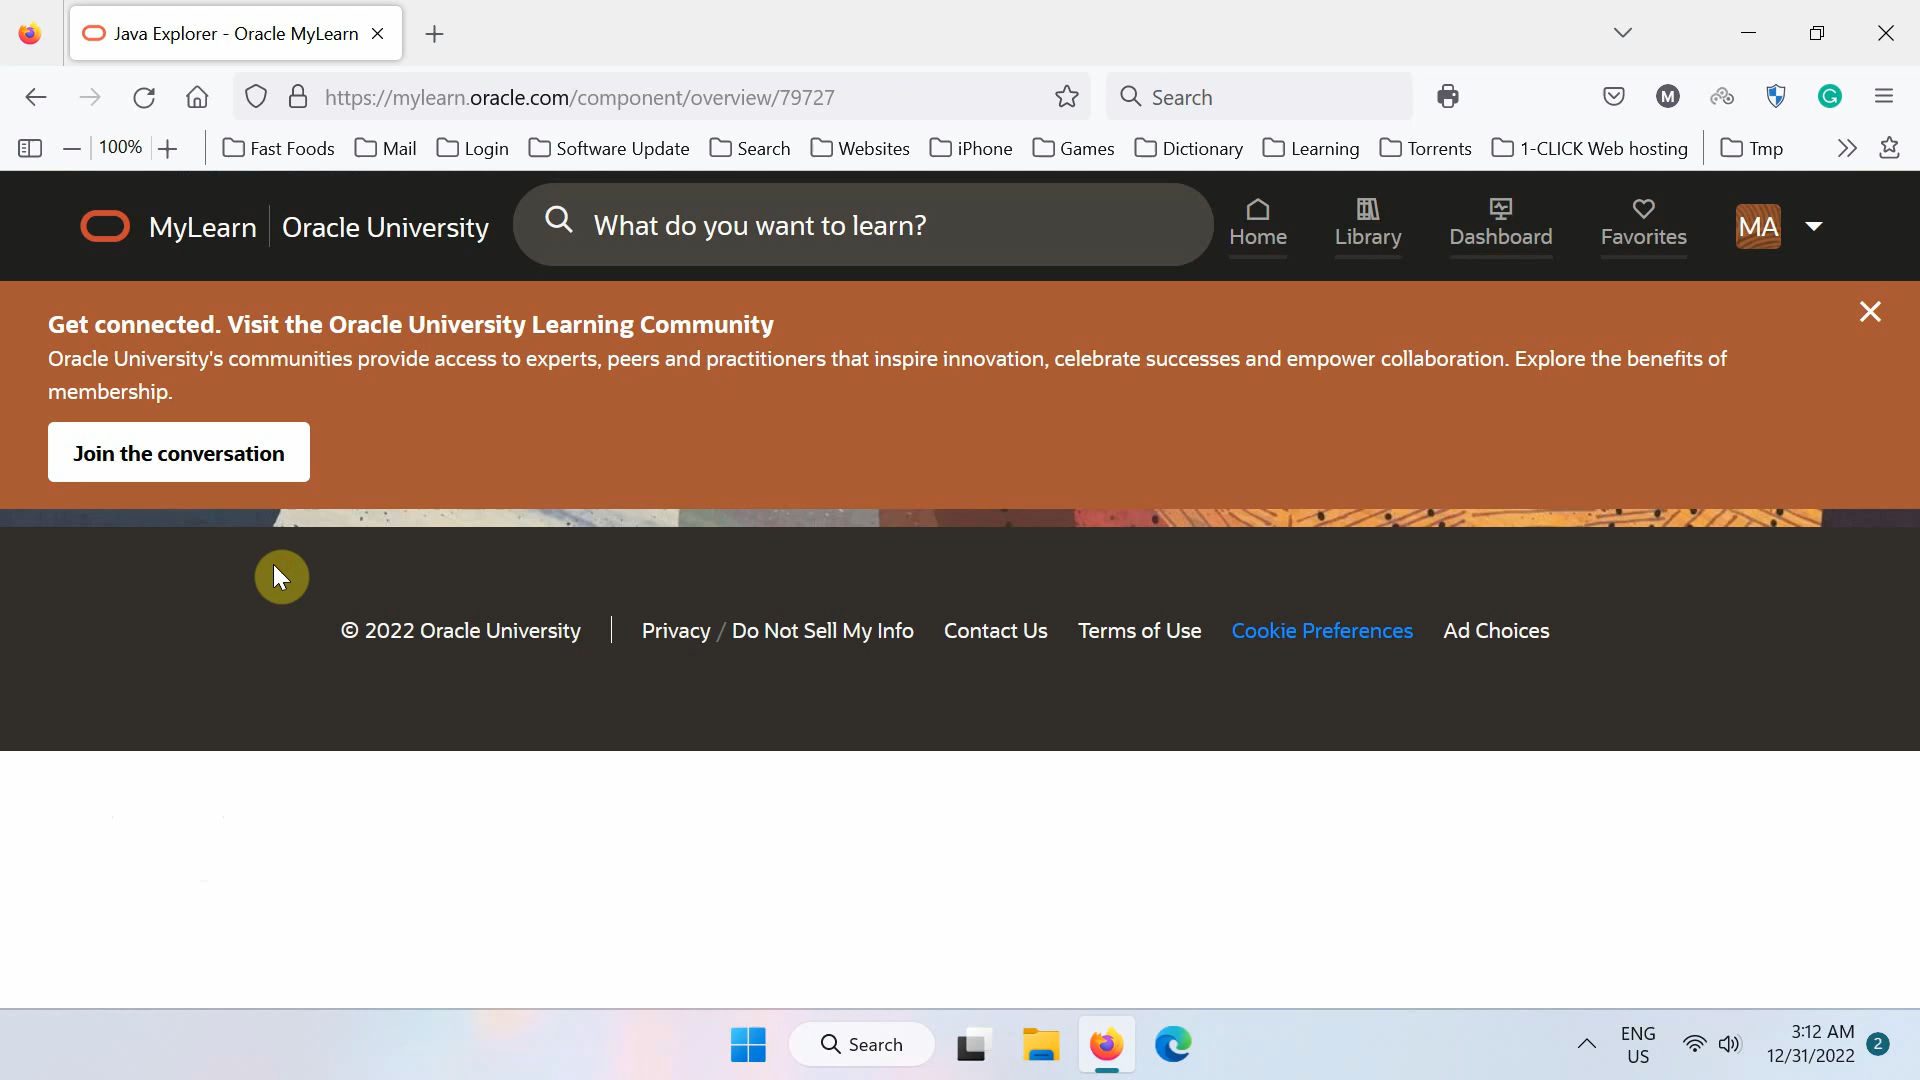 Java Explorer - Oracle MyLearn
https://mylearn.oracle.com/component/overview/79727
Search
M
G
100%
Fast Foods
Mail
Login
Software Update
Search
Websites
iPhone
Games
Dictionary
Learning
Torrents
1-CLICK Web hosting
Tmp
MyLearn
Oracle University
What do you want to learn?
Home
Library
Dashboard
Favorites
MA
Get connected. Visit the Oracle University Learning Community
Oracle University's communities provide access to experts, peers and practitioners that inspire innovation, celebrate successes and empower collaboration. Explore the benefits of
membership.
Join the conversation
© 2022 Oracle University
Privacy / Do Not Sell My Info
Contact Us
Terms of Use
Cookie Preferences
Ad Choices
Search
ENG
US
3:12 AM
12/31/2022
2